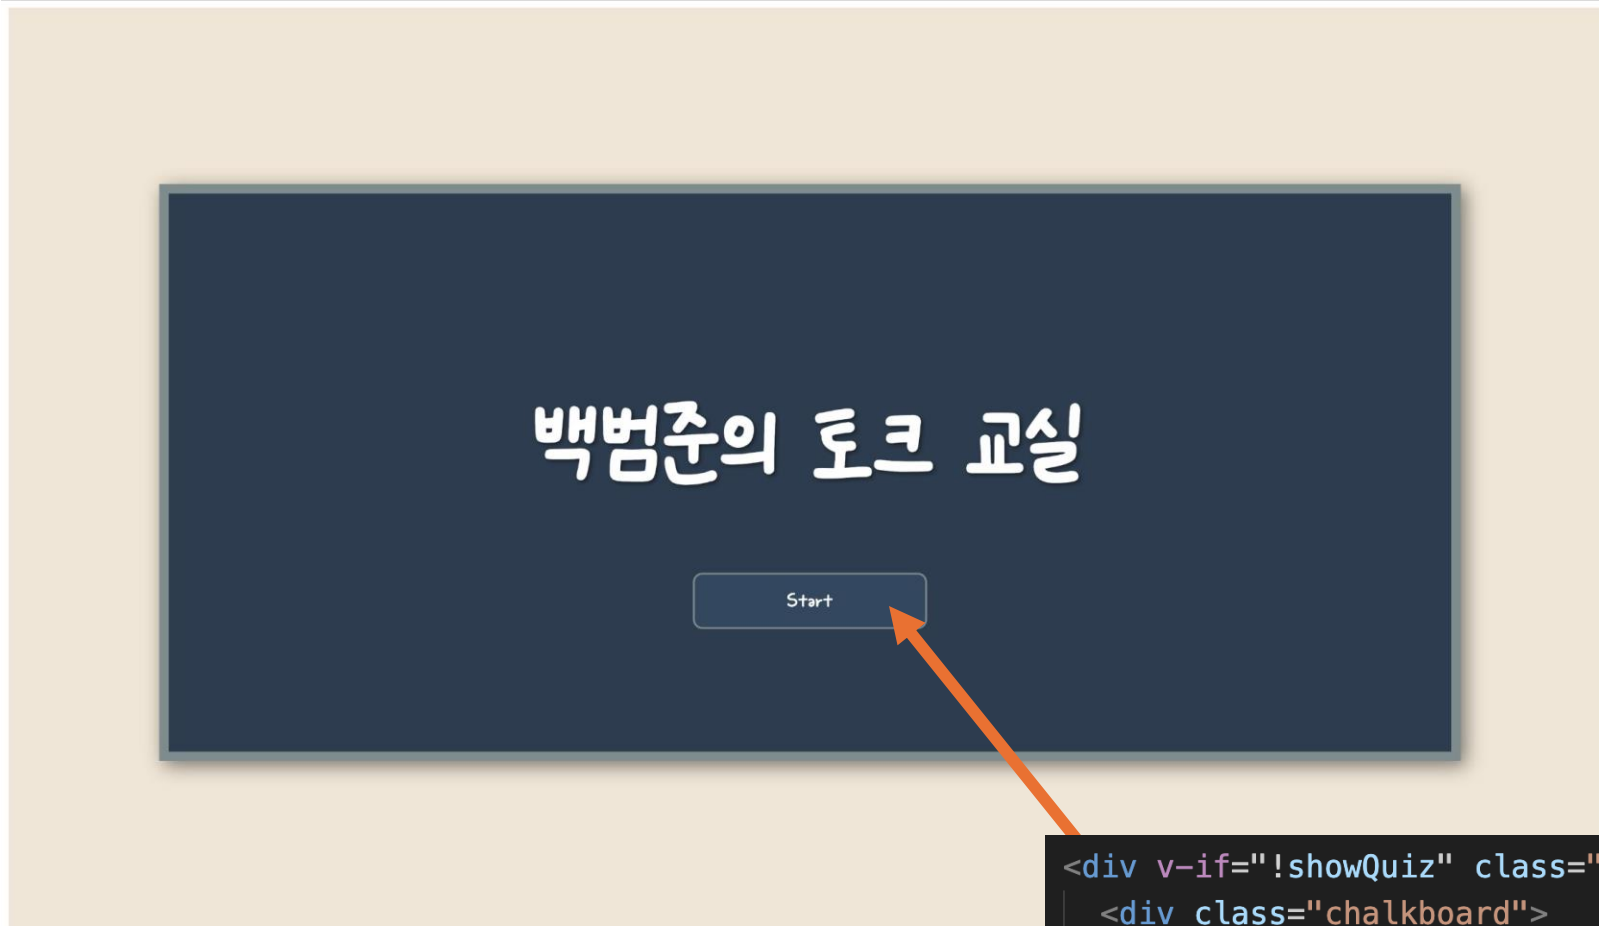 백범준의 토크 교실
Start
<div v-if="!showQuiz" class="
<div class="chalkboard">